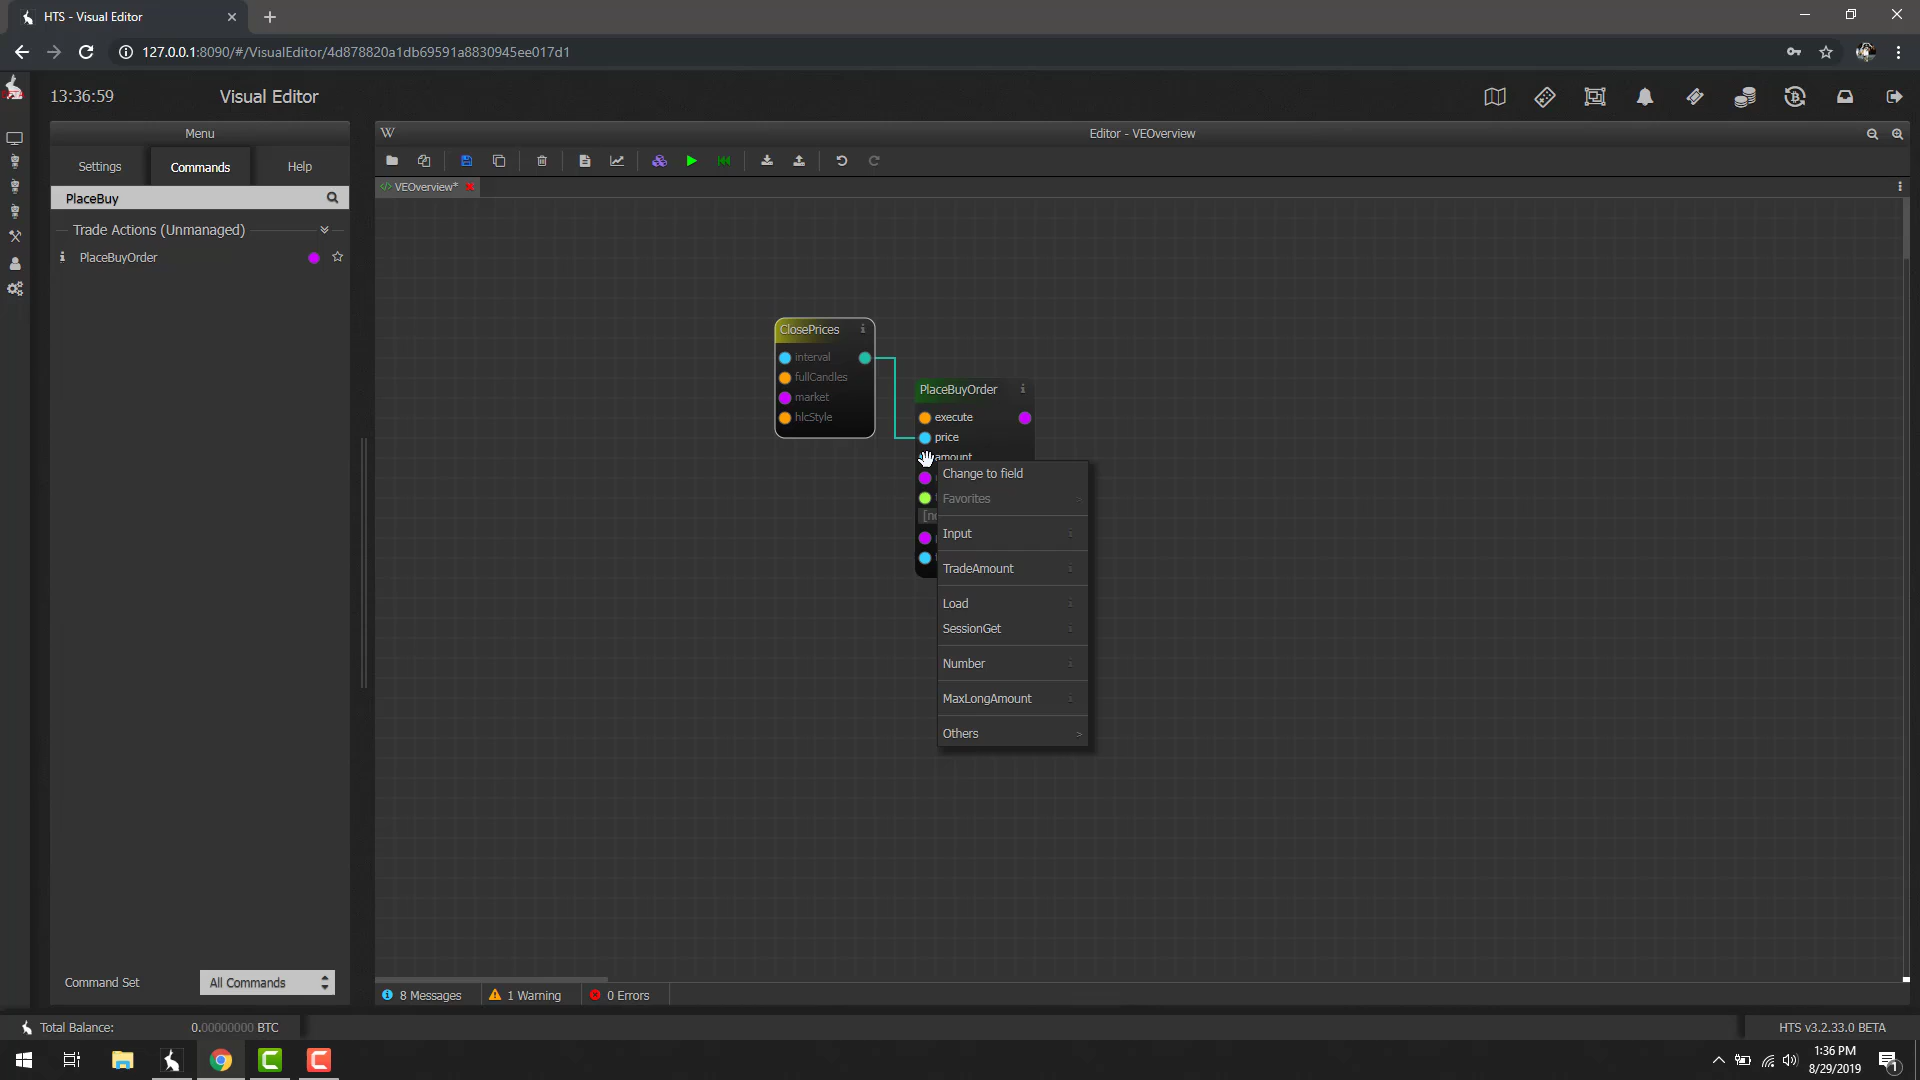 HTS - Visual Editor
127.0.0.1:8090/#/VisualEditor/4d878820a1db69591a8830945ee017d1
13:36:59
Visual Editor
Menu
Settings
Commands
Help
PlaceBuy
Trade Actions (Unmanaged)
PlaceBuyOrder
Command Set
All Commands
W
Editor - VEOverview
VEOverview*
ClosePrices
interval
fullCandles
market
hlcStyle
PlaceBuyOrder
execute
price
amount
Change to field
Favorites >
Input
TradeAmount
Load
SessionGet
Number
MaxLongAmount
Others >
8 Messages
1 Warning
0 Errors
Total Balance: 0.00000000 BTC
HTS v3.2.33.0 BETA
1:36 PM
8/29/2019
1